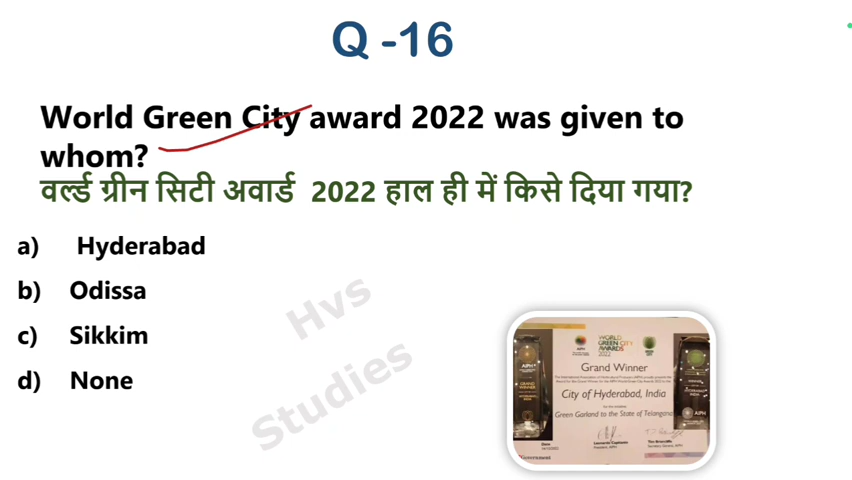 Q -16
World Green City award 2022 was given to
whom?
वर्ल्ड ग्रीन सिटी अवार्ड 2022 हाल ही में किसे दिया गया?
a) Hyderabad
b) Odissa
c) Sikkim
d) None
Hvs
Studies
AIPH
WORLD
GREEN CITY
AWARDS
2022
Grand Winner
City of Hyderabad, India
Green Garland to the State of Telangana
AIPH